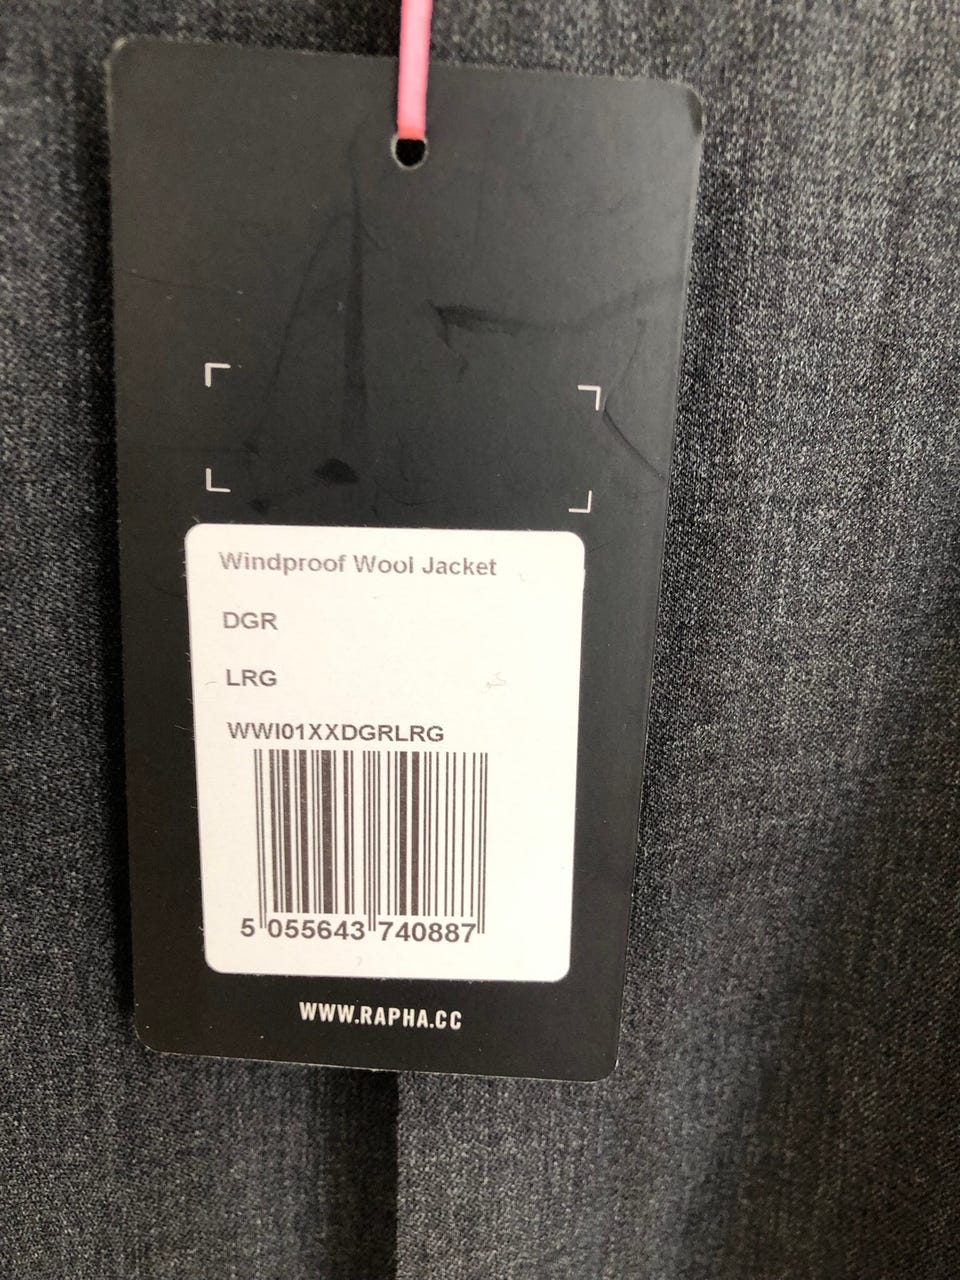 Windproof Wool Jacket
DGR
LRG
WWI01XXDGRLRG
5 055643 740887
WWW.RAPHA.CC